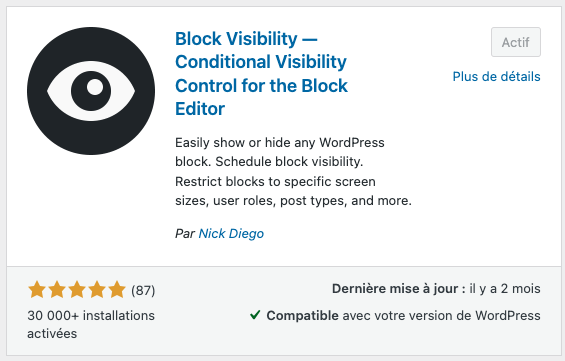 Block Visibility —
Conditional Visibility
Control for the Block
Editor
Actif
Plus de détails
Easily show or hide any WordPress
block. Schedule block visibility.
Restrict blocks to specific screen
sizes, user roles, post types, and more.
Par Nick Diego
(87)
30 000+ installations
activées
Dernière mise à jour : il y a 2 mois
Compatible avec votre version de WordPress